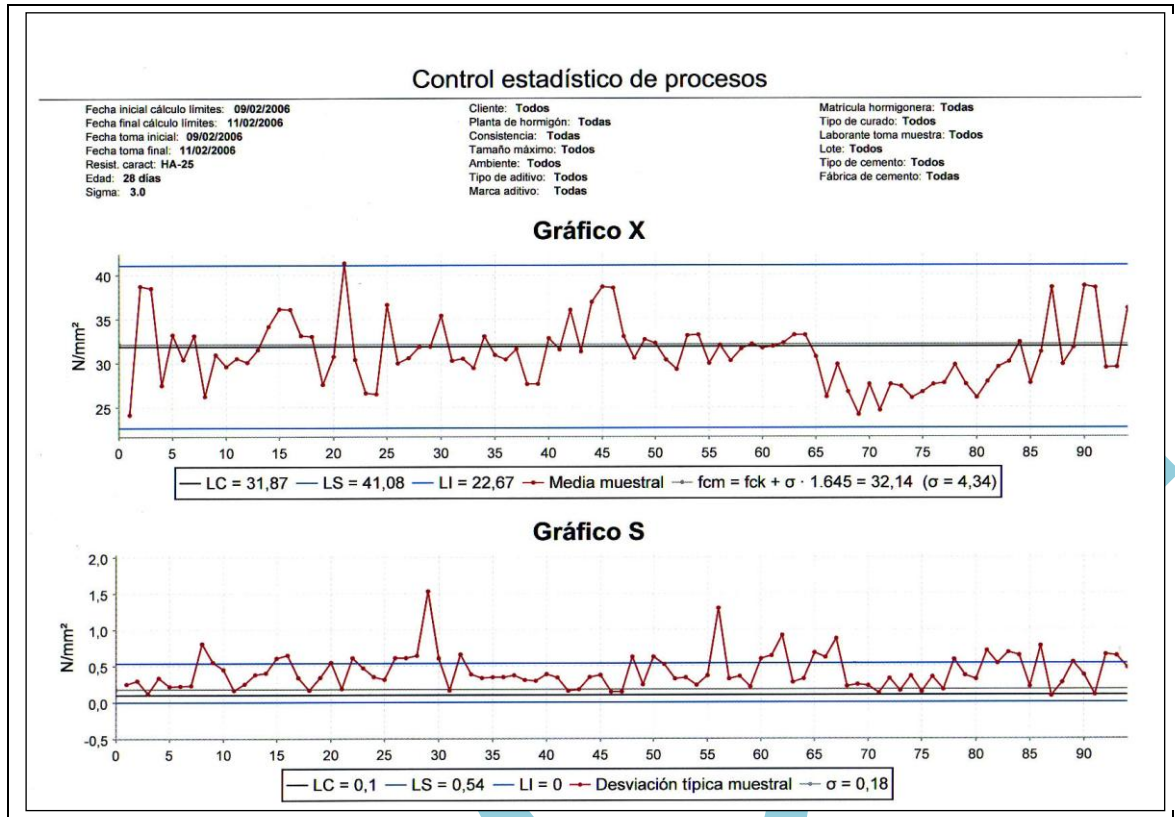 Control estadístico de procesos
Fecha inicial cálculo límites: 09/02/2006
Fecha final cálculo límites: 11/02/2006
Fecha toma inicial: 09/02/2006
Fecha toma final: 11/02/2006
Resist. caract: HA-25
Edad: 28 días
Sigma: 3.0
Cliente: Todos
Planta de hormigón: Todas
Consistencia: Todas
Tamaño máximo: Todos
Ambiente: Todos
Tipo de aditivo: Todos
Marca aditivo: Todas
Matrícula hormigonera: Todas
Tipo de curado: Todos
Laborante toma muestra: Todos
Lote: Todos
Tipo de cemento: Todos
Fábrica de cemento: Todas
Gráfico X
N/mm²
40
35
30
25
0 5 10 15 20 25 30 35 40 45 50 55 60 65 70 75 80 85 90
LC = 31,87 LS = 41,08 LI = 22,67 Media muestral fcm = fck + σ · 1.645 = 32,14 (σ = 4,34)
Gráfico S
N/mm²
2,0
1,5
1,0
0,5
0,0
-0,5
0 5 10 15 20 25 30 35 40 45 50 55 60 65 70 75 80 85 90
LC = 0,1 LS = 0,54 LI = 0 Desviación típica muestral σ = 0,18